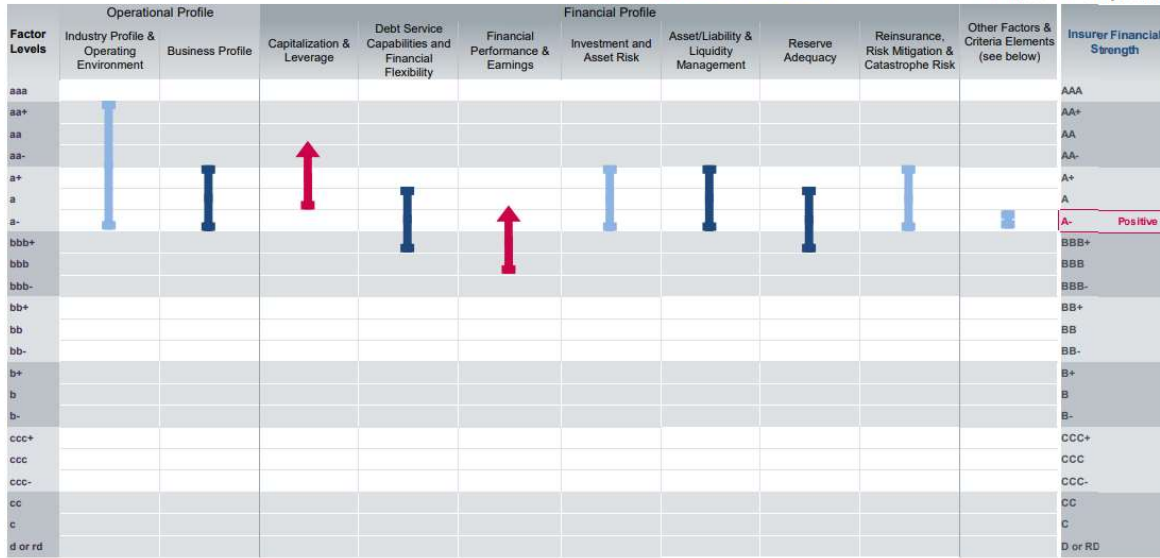 Operational Profile
Financial Profile
Factor Levels
Industry Profile & Operating Environment
Business Profile
Capitalization & Leverage
Debt Service Capabilities and Financial Flexibility
Financial Performance & Earnings
Investment and Asset Risk
Asset/Liability & Liquidity Management
Reserve Adequacy
Reinsurance, Risk Mitigation & Catastrophe Risk
Other Factors & Criteria Elements (see below)
Insurer Financial Strength
aaa AAA
aa+ AA+
aa AA
aa- AA-
a+ A+
a A
a- A- Positive
bbb+ BBB+
bbb BBB
bbb- BBB-
bb+ BB+
bb BB
bb- BB-
b+ B+
b B
b- B-
ccc+ CCC+
ccc CCC
ccc- CCC-
cc CC
c C
d or rd D or RD